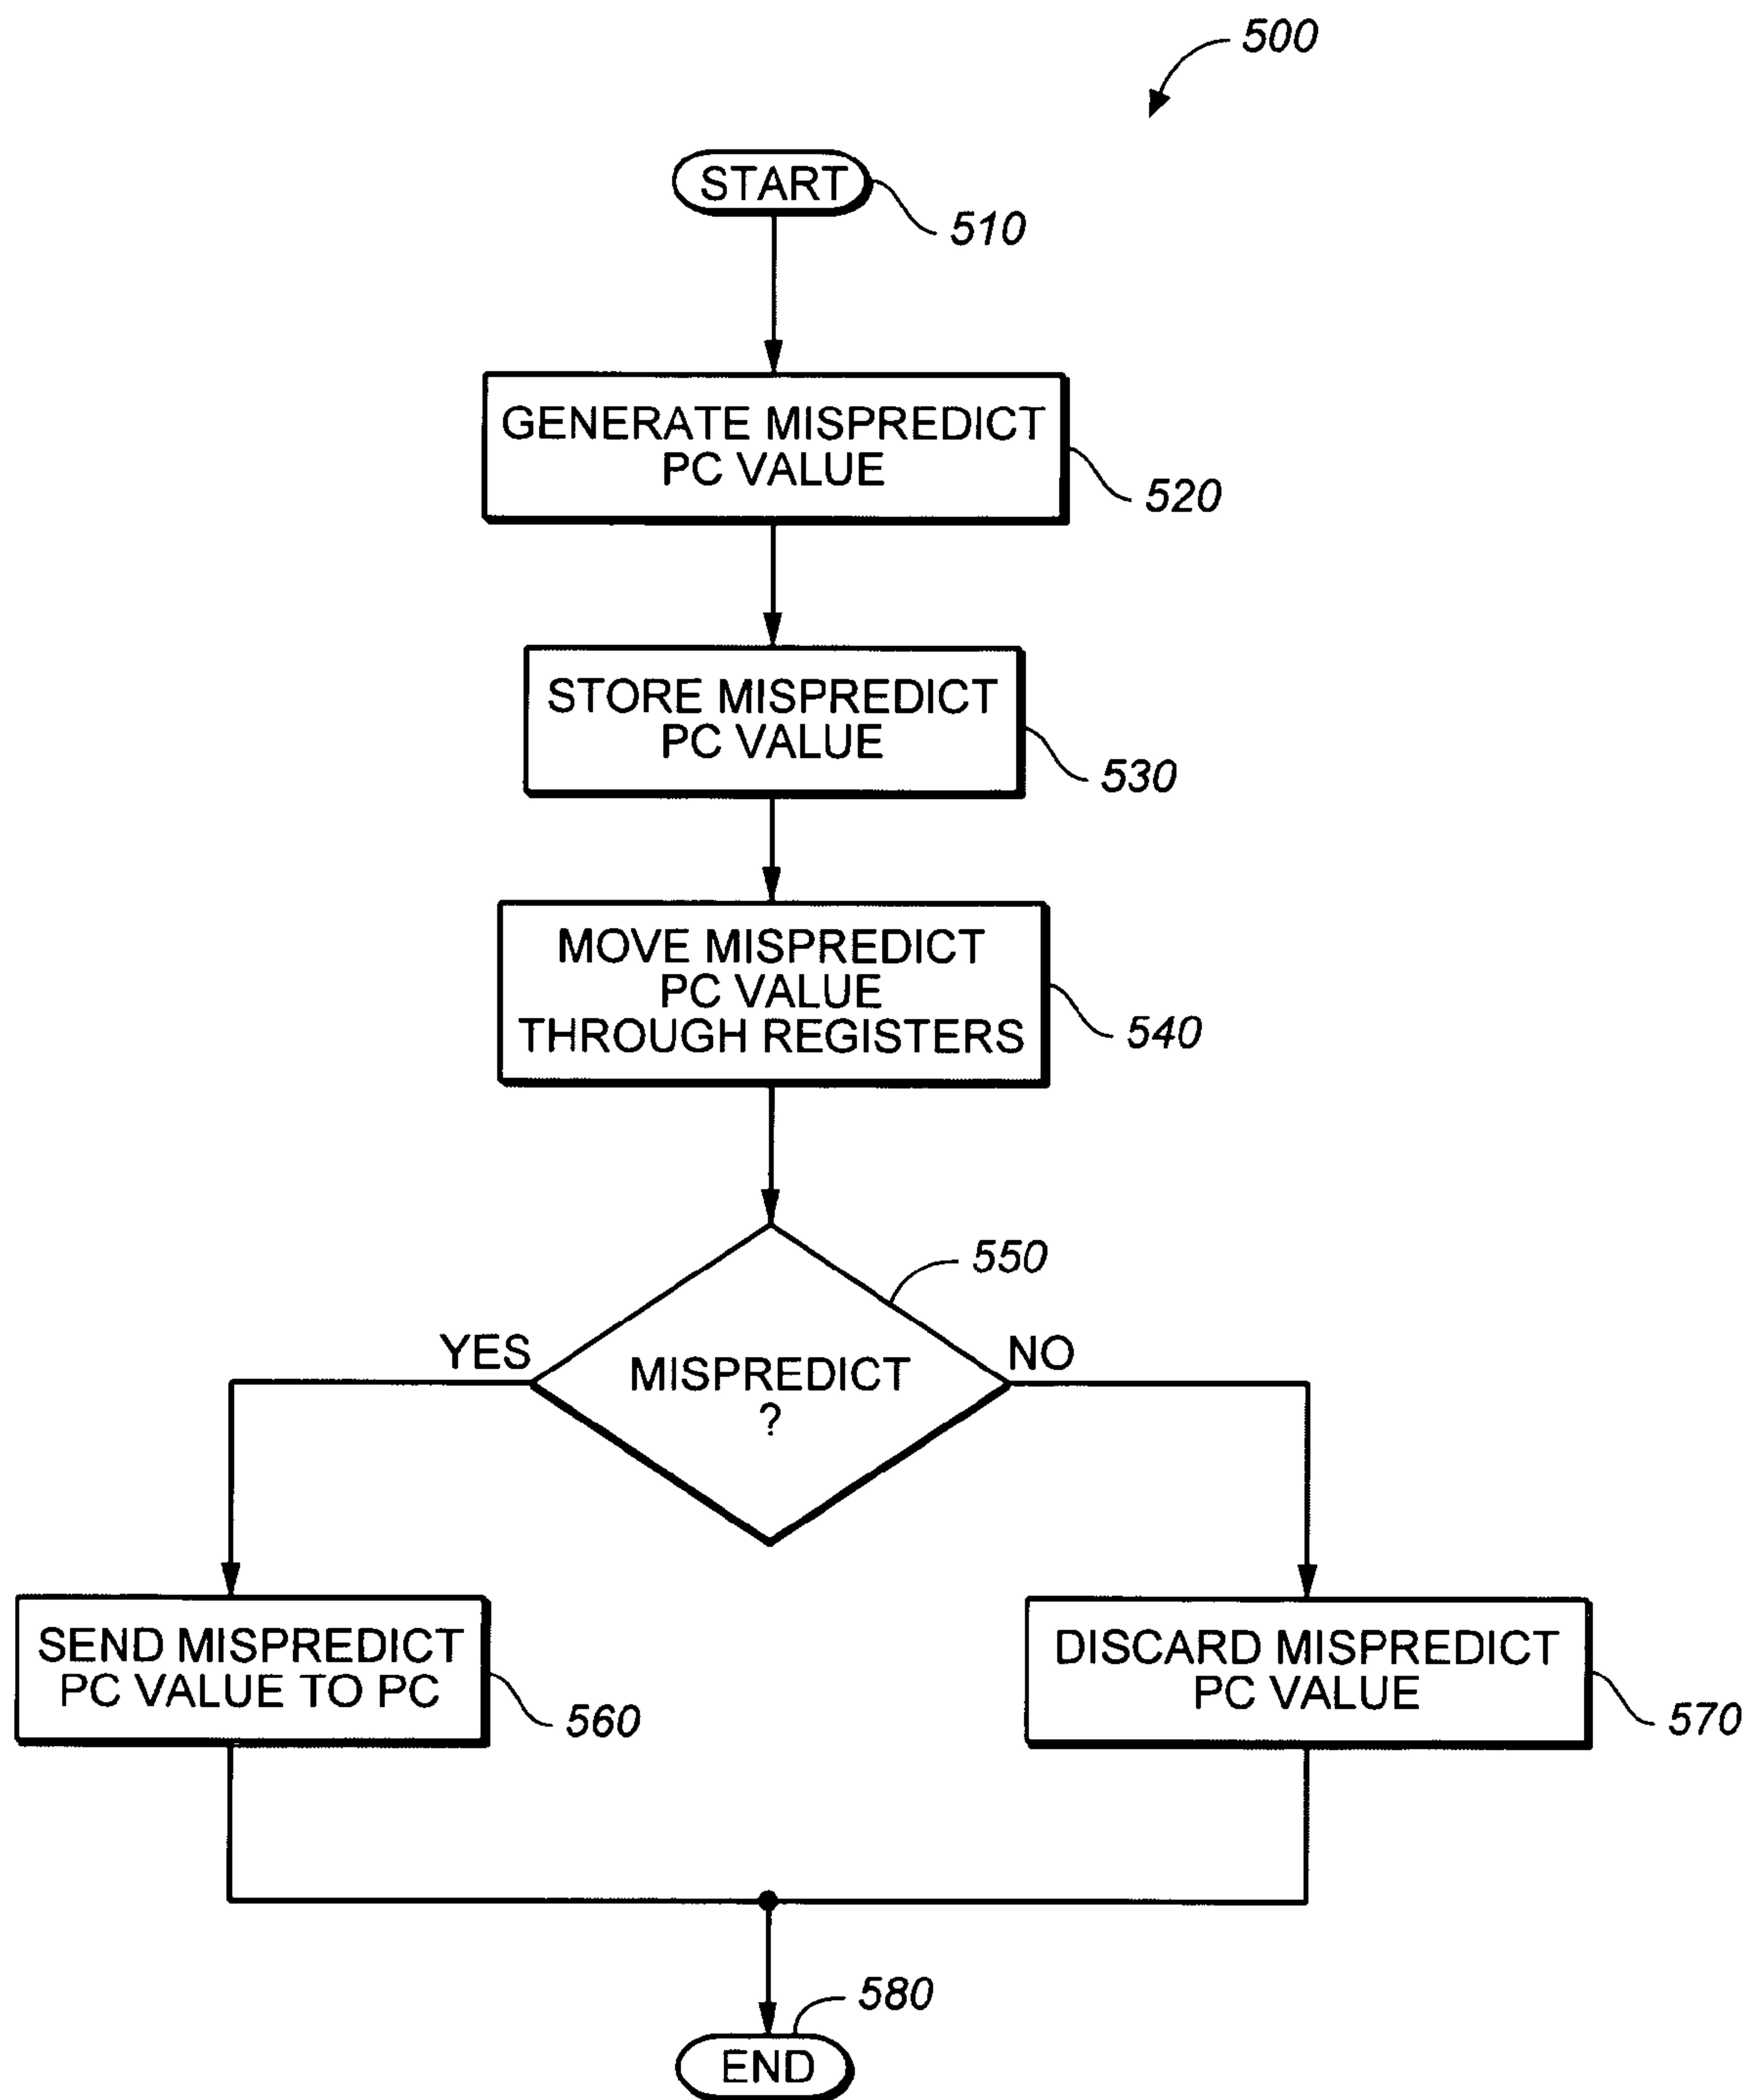 500
START
510
GENERATE MISPREDICT
PC VALUE
520
STORE MISPREDICT
PC VALUE
530
MOVE MISPREDICT
PC VALUE
THROUGH REGISTERS
540
550
YES
MISPREDICT
?
NO
SEND MISPREDICT
PC VALUE TO PC
560
DISCARD MISPREDICT
PC VALUE
570
580
END